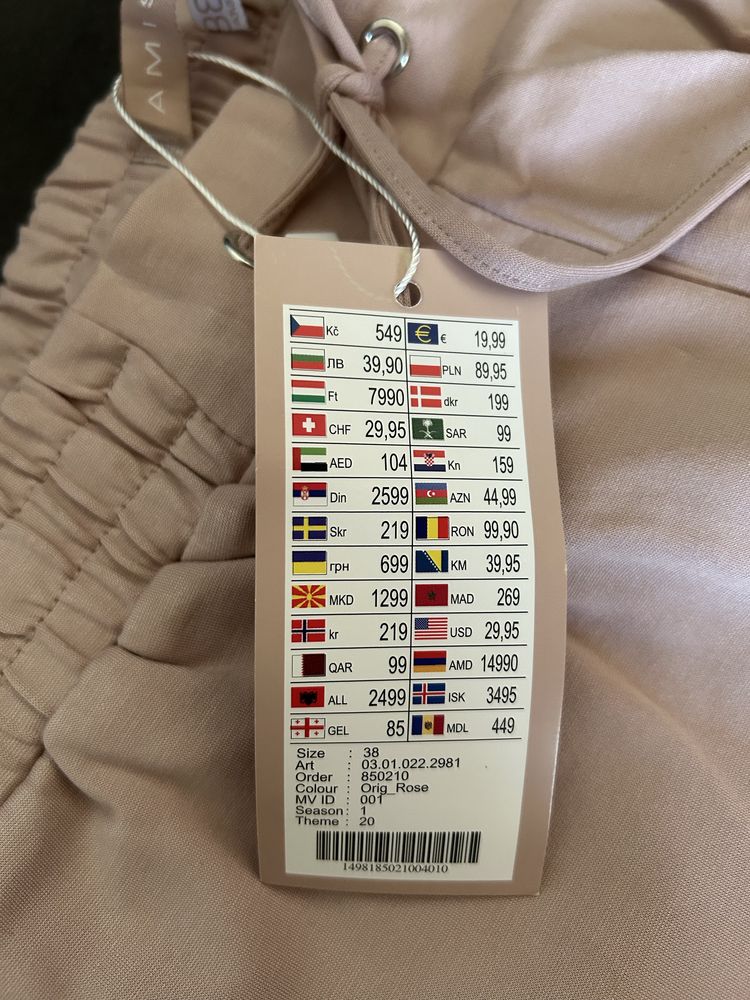 AMIS
38
Kč 549 € 19,99
ЛВ 39,90 PLN 89,95
Ft 7990 dkr 199
CHF 29,95 SAR 99
AED 104 Kn 159
Din 2599 AZN 44,99
Skr 219 RON 99,90
грн 699 KM 39,95
MKD 1299 MAD 269
kr 219 USD 29,95
QAR 99 AMD 14990
ALL 2499 ISK 3495
GEL 85 MDL 449
Size : 38
Art : 03.01.022.2981
Order : 850210
Colour : Orig_Rose
MV ID : 001
Season : 1
Theme : 20
1498185021004010